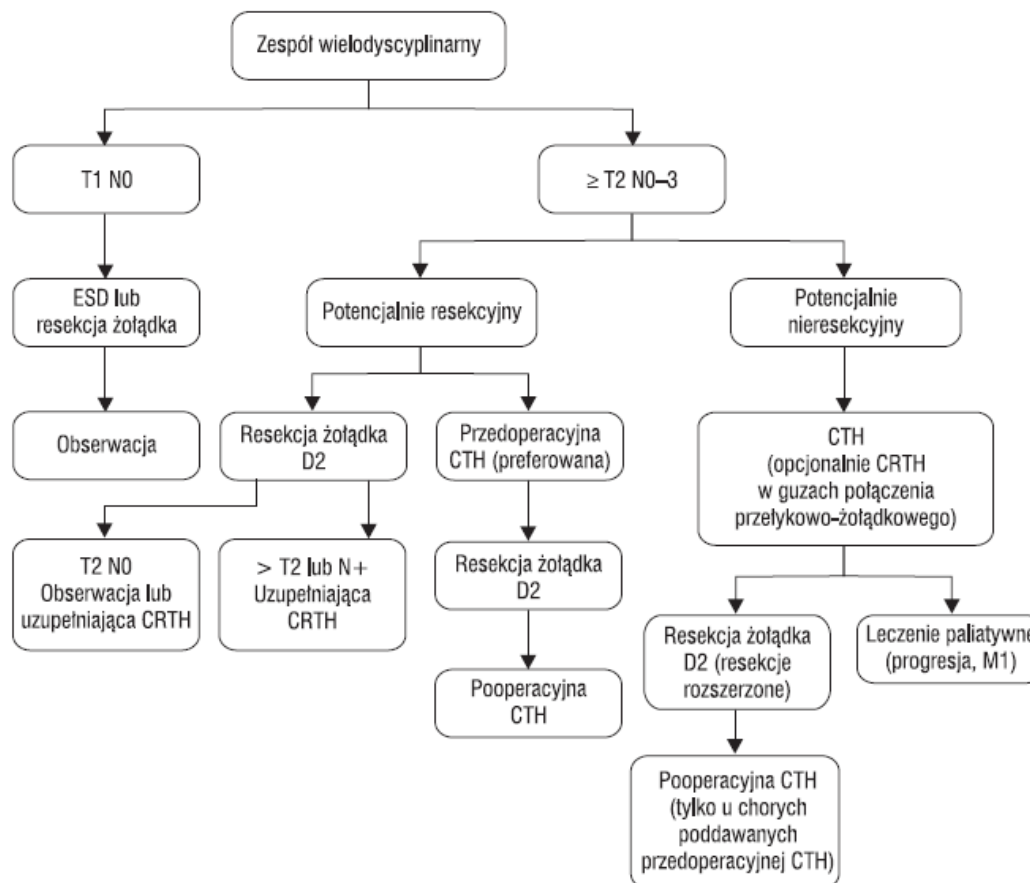 Zespół wielodyscyplinarny
T1 N0
≥ T2 N0–3
ESD lub
resekcja żołądka
Potencjalnie resekcyjny
Potencjalnie
nieresekcyjny
Obserwacja
Resekcja żołądka
D2
Przedoperacyjna
CTH (preferowana)
CTH
(opcjonalnie CRTH
w guzach połączenia
przełykowo-żołądkowego)
T2 N0
Obserwacja lub
uzupełniająca CRTH
> T2 lub N+
Uzupełniająca
CRTH
Resekcja żołądka
D2
Resekcja żołądka
D2 (resekcje
rozszerzone)
Leczenie paliatywne
(progresja, M1)
Pooperacyjna
CTH
Pooperacyjna CTH
(tylko u chorych
poddawanych
przedoperacyjnej CTH)